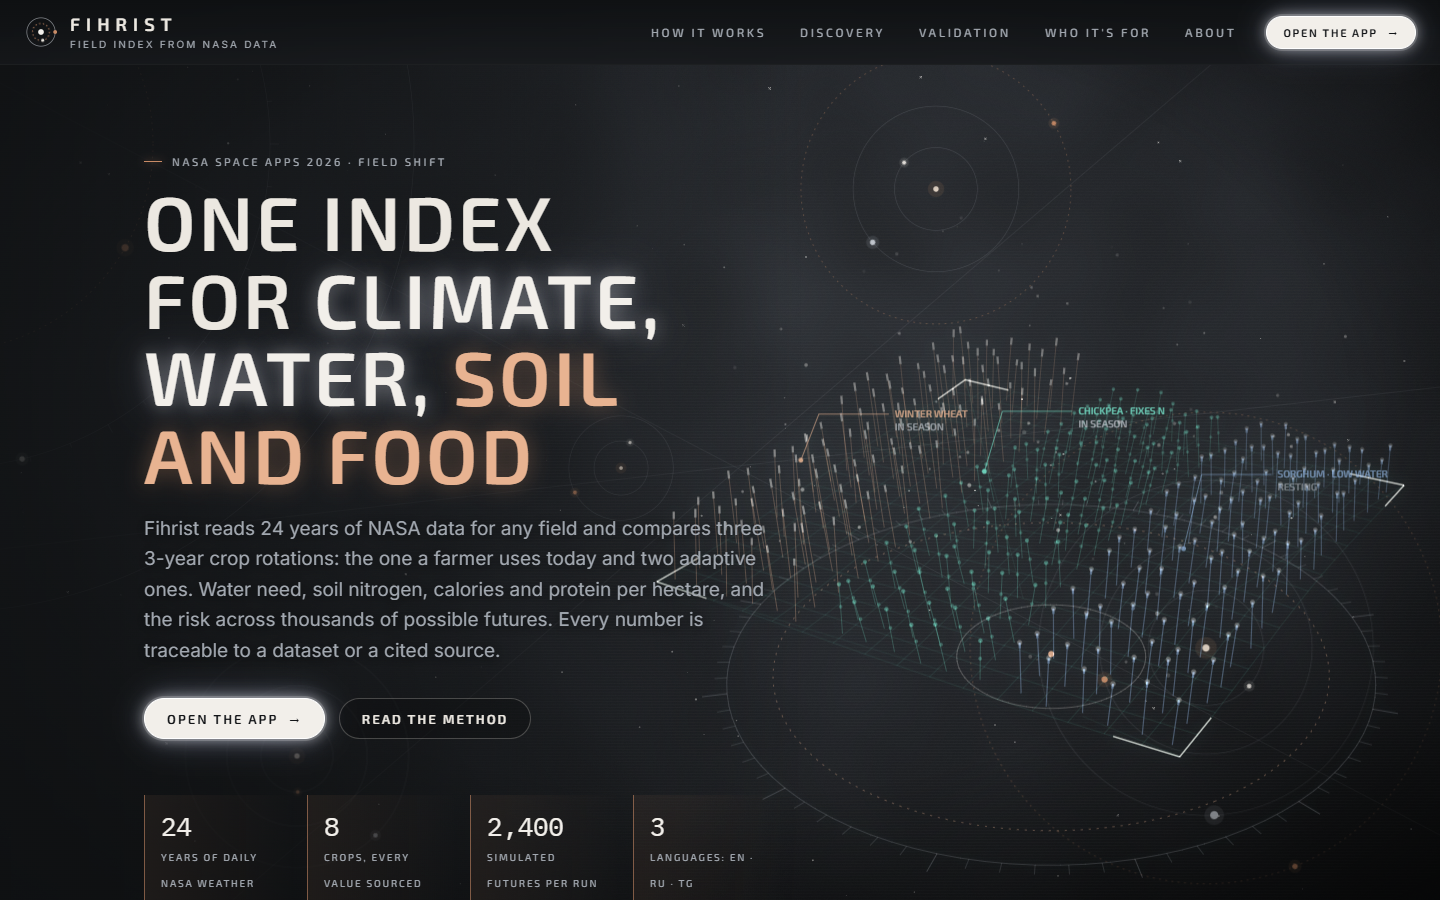 FIHRIST
FIELD INDEX FROM NASA DATA
HOW IT WORKS
DISCOVERY
VALIDATION
WHO IT'S FOR
ABOUT
OPEN THE APP →
NASA SPACE APPS 2026 · FIELD SHIFT
ONE INDEX
FOR CLIMATE,
WATER, SOIL
AND FOOD
WINTER WHEAT
IN SEASON
CHICKPEA · FIXES N
IN SEASON
SORGHUM · LOW WATER
RESTING
Fihrist reads 24 years of NASA data for any field and compares three
3-year crop rotations: the one a farmer uses today and two adaptive
ones. Water need, soil nitrogen, calories and protein per hectare, and
the risk across thousands of possible futures. Every number is
traceable to a dataset or a cited source.
OPEN THE APP →
READ THE METHOD
24
YEARS OF DAILY
NASA WEATHER
8
CROPS, EVERY
VALUE SOURCED
2,400
SIMULATED
FUTURES PER RUN
3
LANGUAGES: EN ·
RU · TG